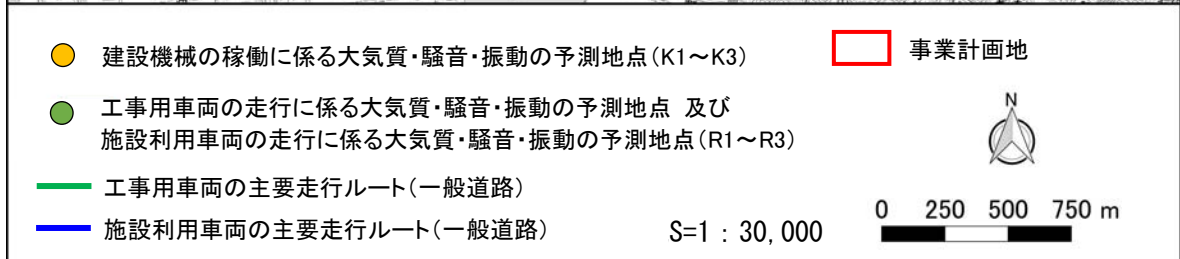 建設機械の稼働に係る大気質・騒音・振動の予測地点(K1～K3)
事業計画地
工事用車両の走行に係る大気質・騒音・振動の予測地点 及び
施設利用車両の走行に係る大気質・騒音・振動の予測地点(R1～R3)
N
工事用車両の主要走行ルート(一般道路)
施設利用車両の主要走行ルート(一般道路)
S=1 : 30,000
0 250 500 750 m